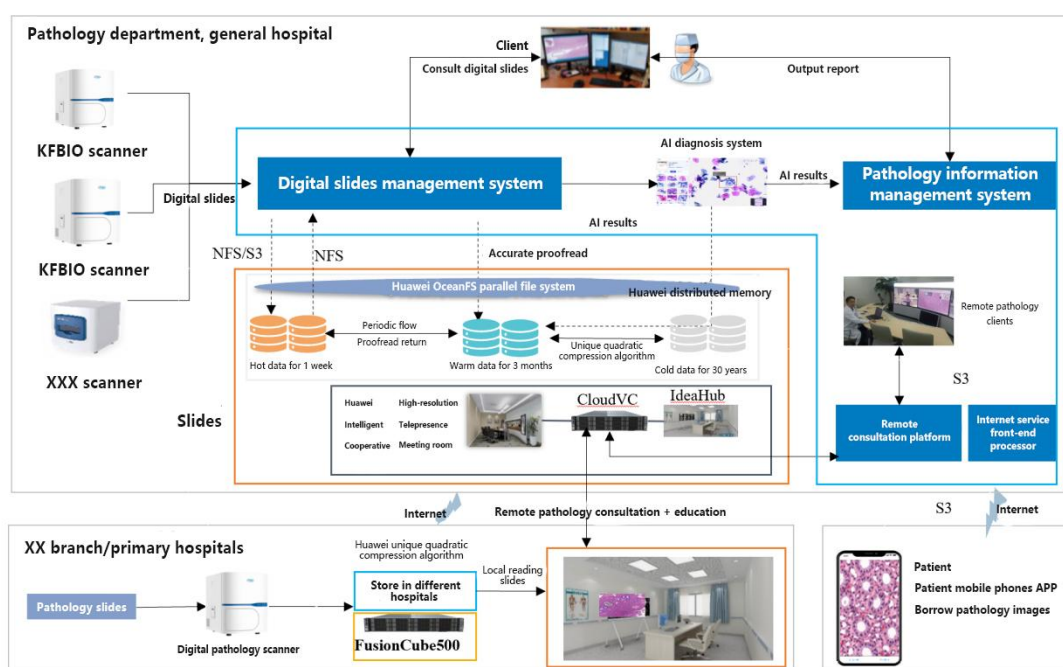 Pathology department, general hospital
Client
Consult digital slides
Output report
KFBIO scanner
KFBIO scanner
XXX scanner
Digital slides
Digital slides management system
AI diagnosis system
AI results
Pathology information
management system
AI results
NFS/S3
NFS
Accurate proofread
Huawei OceanFS parallel file system
Huawei distributed memory
Periodic flow
Proofread return
Unique quadratic
compression algorithm
Hot data for 1 week
Warm data for 3 months
Cold data for 30 years
Remote pathology
clients
S3
Slides
Huawei
High-resolution
Intelligent
Telepresence
Cooperative
Meeting room
CloudVC
IdeaHub
Remote
consultation platform
Internet service
front-end
processor
Internet
Remote pathology consultation + education
S3
Internet
XX branch/primary hospitals
Huawei unique quadratic
compression algorithm
Pathology slides
Digital pathology scanner
Store in different
hospitals
FusionCube500
Local reading
slides
Patient
Patient mobile phones APP
Borrow pathology images